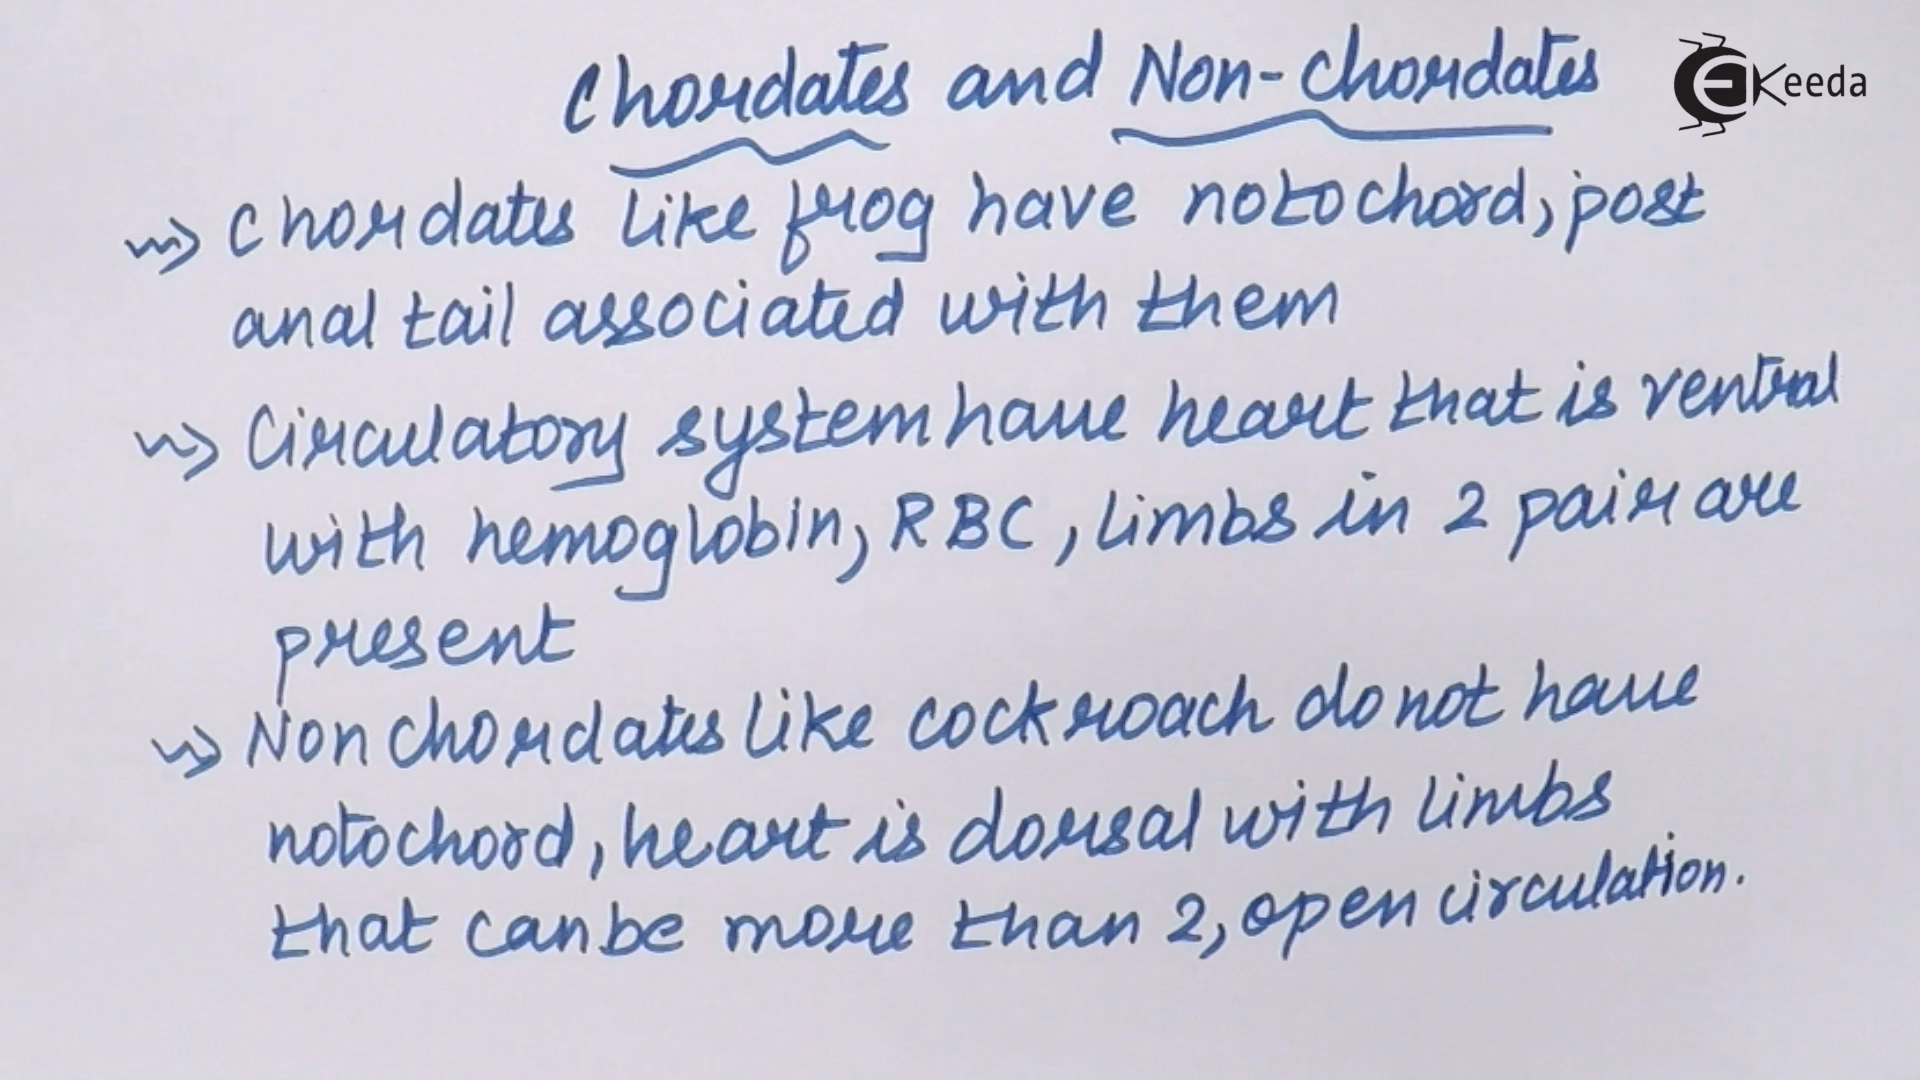 Chordates and Non-Chordates
EKeeda
Chordates like frog have notochord, post
anal tail associated with them
Circulatory system have heart that is ventral
with hemoglobin, RBC, limbs in 2 pair are
present
Non chordates like cockroach do not have
notochord, heart is dorsal with limbs
that can be more than 2, open circulation.